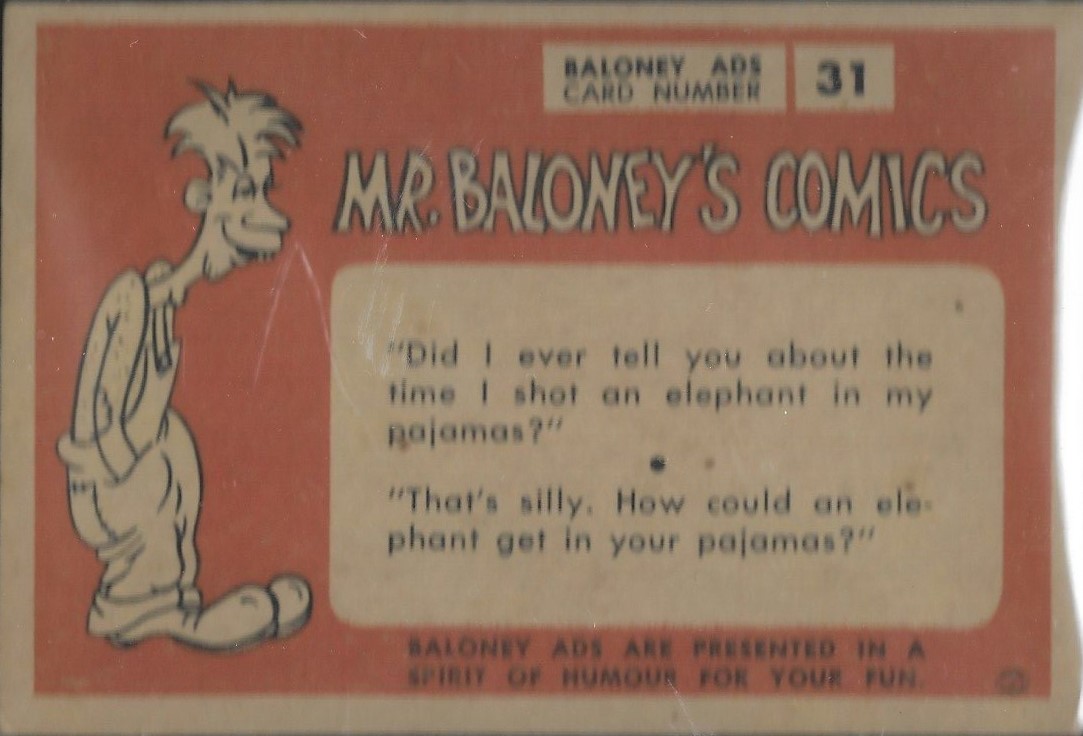 BALONEY ADS
CARD NUMBER
31
MR. BALONEY'S COMICS
"Did I ever tell you about the
time I shot an elephant in my
pajamas?"
•
"That's silly. How could an ele-
phant get in your pajamas?"
BALONEY ADS ARE PRESENTED IN A
SPIRIT OF HUMOUR FOR YOUR FUN.